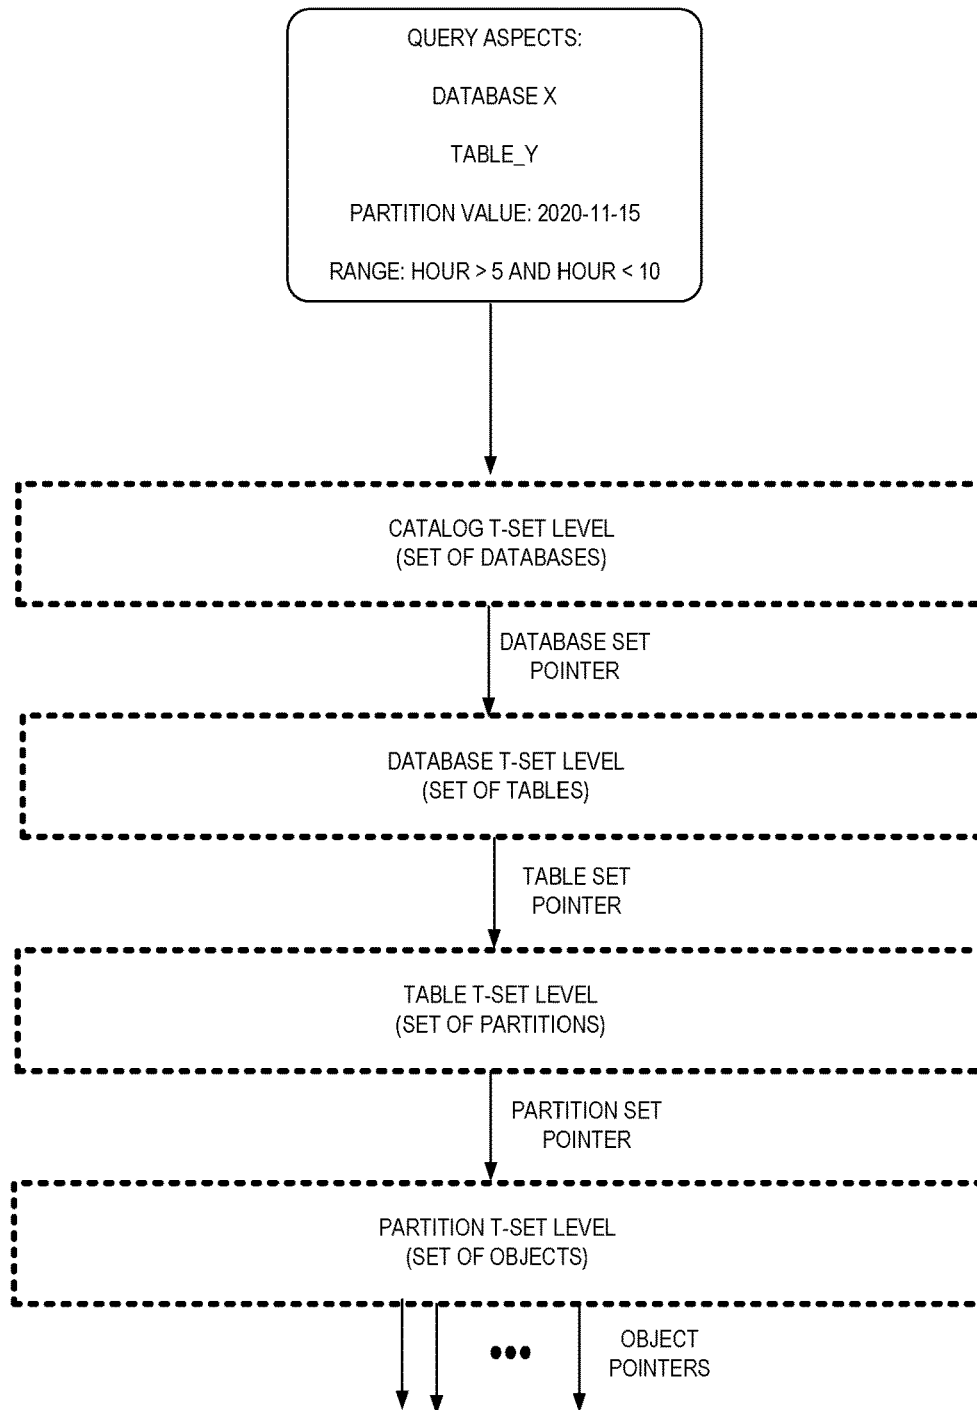 QUERY ASPECTS:
DATABASE X
TABLE_Y
PARTITION VALUE: 2020-11-15
RANGE: HOUR > 5 AND HOUR < 10
CATALOG T-SET LEVEL
(SET OF DATABASES)
DATABASE SET
POINTER
DATABASE T-SET LEVEL
(SET OF TABLES)
TABLE SET
POINTER
TABLE T-SET LEVEL
(SET OF PARTITIONS)
PARTITION SET
POINTER
PARTITION T-SET LEVEL
(SET OF OBJECTS)
OBJECT
POINTERS